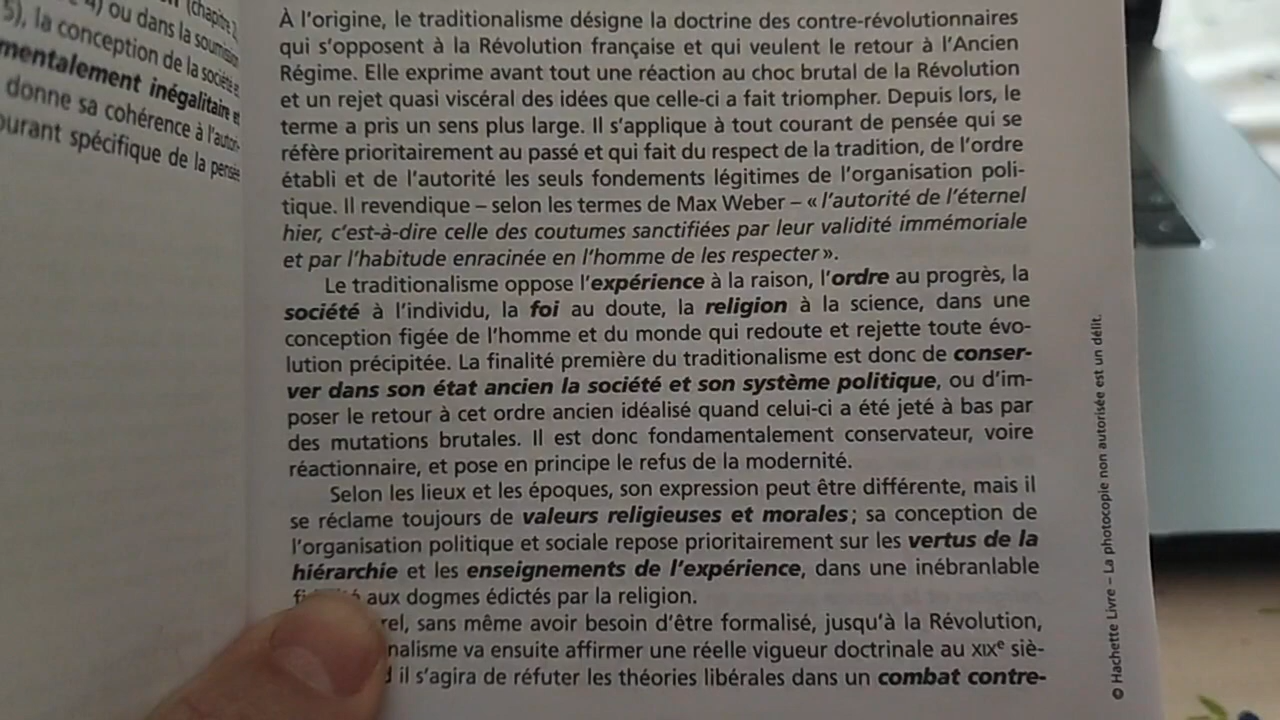 (chapitre 2,
4) ou dans la soumission
5), la conception de la société et
mentalement inégalitaire et
donne sa cohérence à l'autori-
ourant spécifique de la pensée
À l'origine, le traditionalisme désigne la doctrine des contre-révolutionnaires
qui s'opposent à la Révolution française et qui veulent le retour à l'Ancien
Régime. Elle exprime avant tout une réaction au choc brutal de la Révolution
et un rejet quasi viscéral des idées que celle-ci a fait triompher. Depuis lors, le
terme a pris un sens plus large. Il s'applique à tout courant de pensée qui se
réfère prioritairement au passé et qui fait du respect de la tradition, de l'ordre
établi et de l'autorité les seuls fondements légitimes de l'organisation poli-
tique. Il revendique – selon les termes de Max Weber – « l'autorité de l'éternel
hier, c'est-à-dire celle des coutumes sanctifiées par leur validité immémoriale
et par l'habitude enracinée en l'homme de les respecter ».
Le traditionalisme oppose l'expérience à la raison, l'ordre au progrès, la
société à l'individu, la foi au doute, la religion à la science, dans une
conception figée de l'homme et du monde qui redoute et rejette toute évo-
lution précipitée. La finalité première du traditionalisme est donc de conser-
ver dans son état ancien la société et son système politique, ou d'im-
poser le retour à cet ordre ancien idéalisé quand celui-ci a été jeté à bas par
des mutations brutales. Il est donc fondamentalement conservateur, voire
réactionnaire, et pose en principe le refus de la modernité.
Selon les lieux et les époques, son expression peut être différente, mais il
se réclame toujours de valeurs religieuses et morales ; sa conception de
l'organisation politique et sociale repose prioritairement sur les vertus de la
hiérarchie et les enseignements de l'expérience, dans une inébranlable
aux dogmes édictés par la religion.
rel, sans même avoir besoin d'être formalisé, jusqu'à la Révolution,
nalisme va ensuite affirmer une réelle vigueur doctrinale au XIXe siè-
il s'agira de réfuter les théories libérales dans un combat contre-
© Hachette Livre – La photocopie non autorisée est un délit.